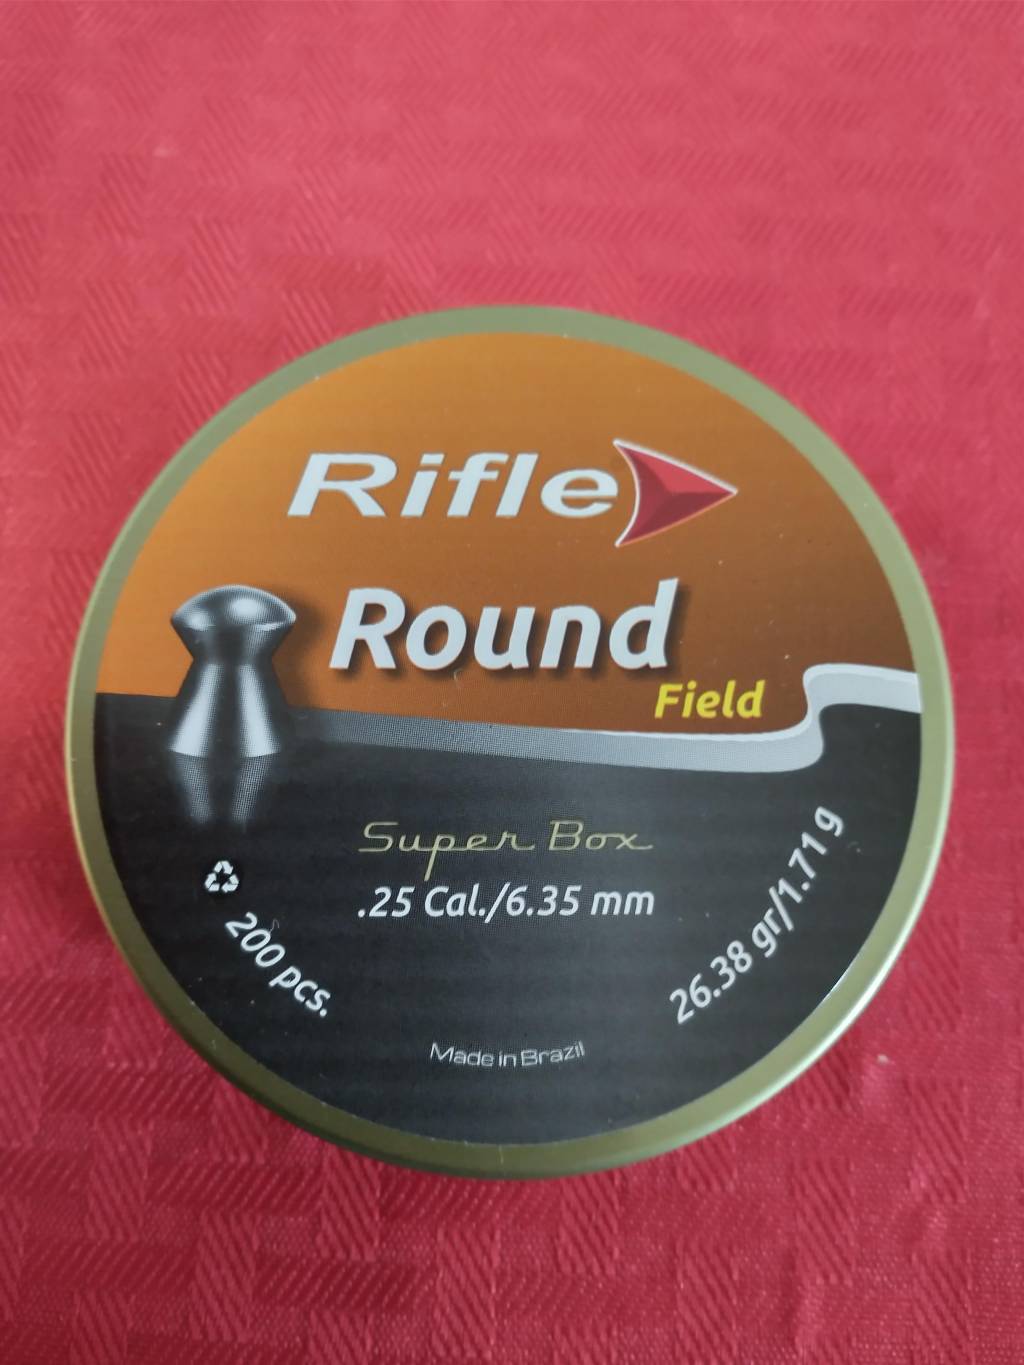 Rifle
Round
Field
Super Box
.25 Cal./6.35 mm
200 pcs.
26.38 gr/1.71 g
Made in Brazil